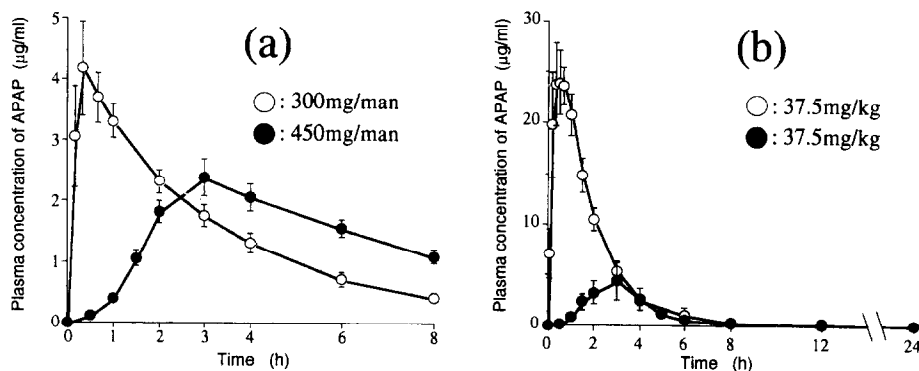 (a)
Plasma concentration of APAP (μg/ml)
5
4
3
2
1
0
: 300mg/man
: 450mg/man
0 1 2 3 4 6 8
Time (h)
(b)
Plasma concentration of APAP (μg/ml)
30
20
10
0
: 37.5mg/kg
: 37.5mg/kg
0 2 4 6 8 12 24
Time (h)